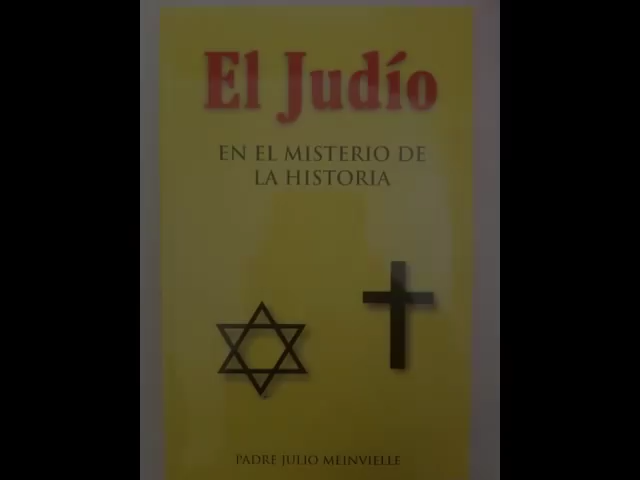 El Judío
EN EL MISTERIO DE
LA HISTORIA
PADRE JULIO MEINVIELLE